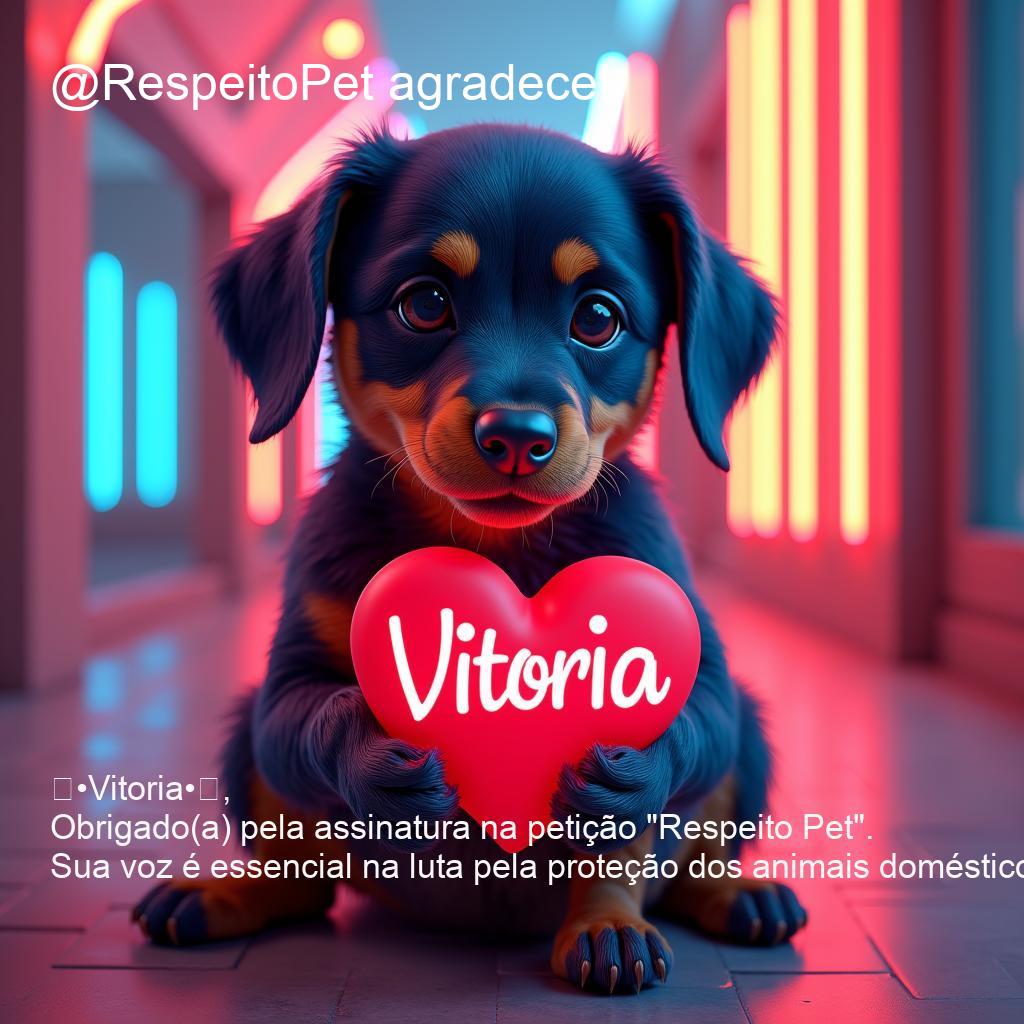 @RespeitoPet agradece
Vitoria
□•Vitoria•□,
Obrigado(a) pela assinatura na petição "Respeito Pet".
Sua voz é essencial na luta pela proteção dos animais doméstico